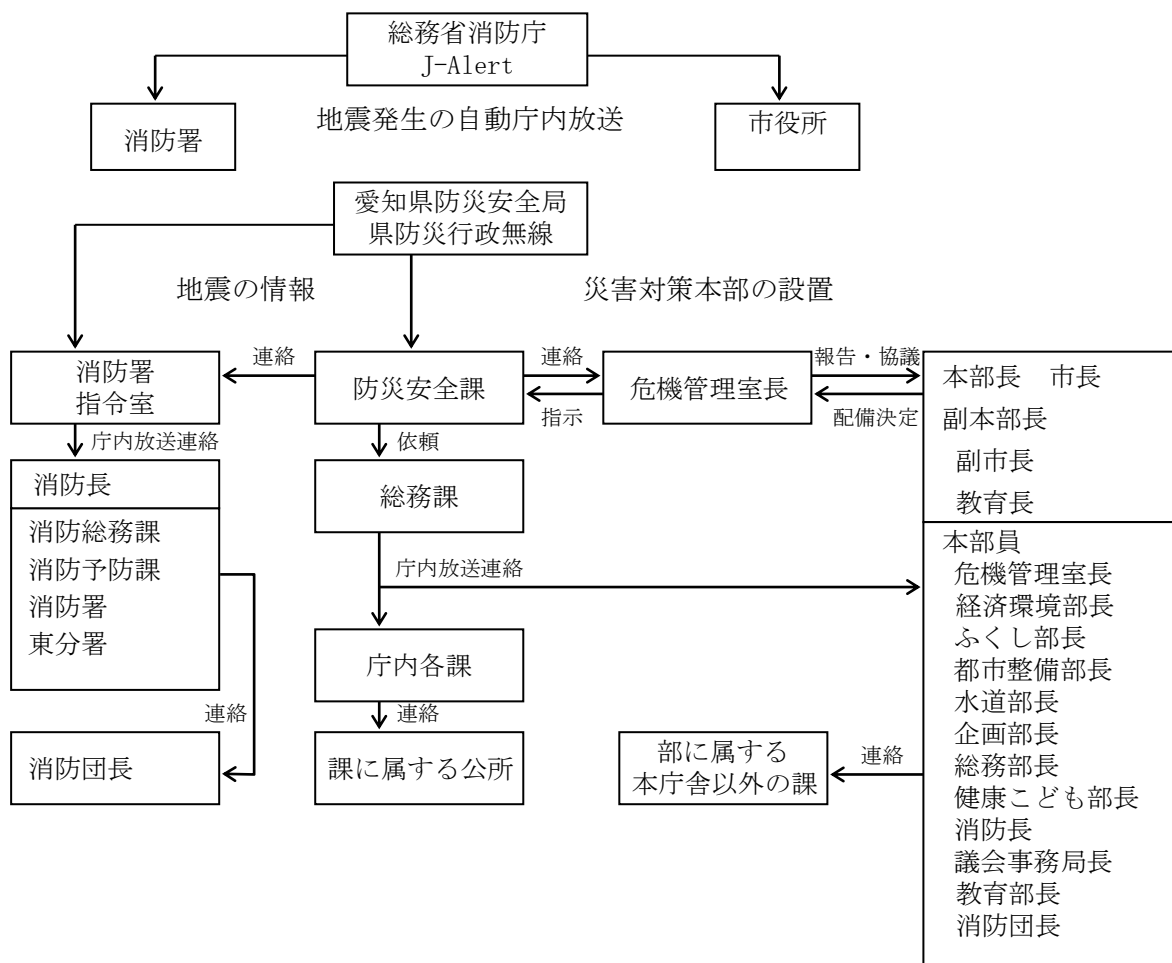 総務省消防庁
J-Alert
消防署
地震発生の自動庁内放送
市役所
愛知県防災安全局
県防災行政無線
地震の情報
災害対策本部の設置
消防署
指令室
連絡
防災安全課
連絡
指示
危機管理室長
報告・協議
配備決定
本部長　市長
副本部長
副市長
教育長
庁内放送連絡
依頼
消防長
消防総務課
消防予防課
消防署
東分署
総務課
庁内放送連絡
庁内各課
連絡
連絡
消防団長
課に属する公所
部に属する
本庁舎以外の課
連絡
本部員
危機管理室長
経済環境部長
ふくし部長
都市整備部長
水道部長
企画部長
総務部長
健康こども部長
消防長
議会事務局長
教育部長
消防団長